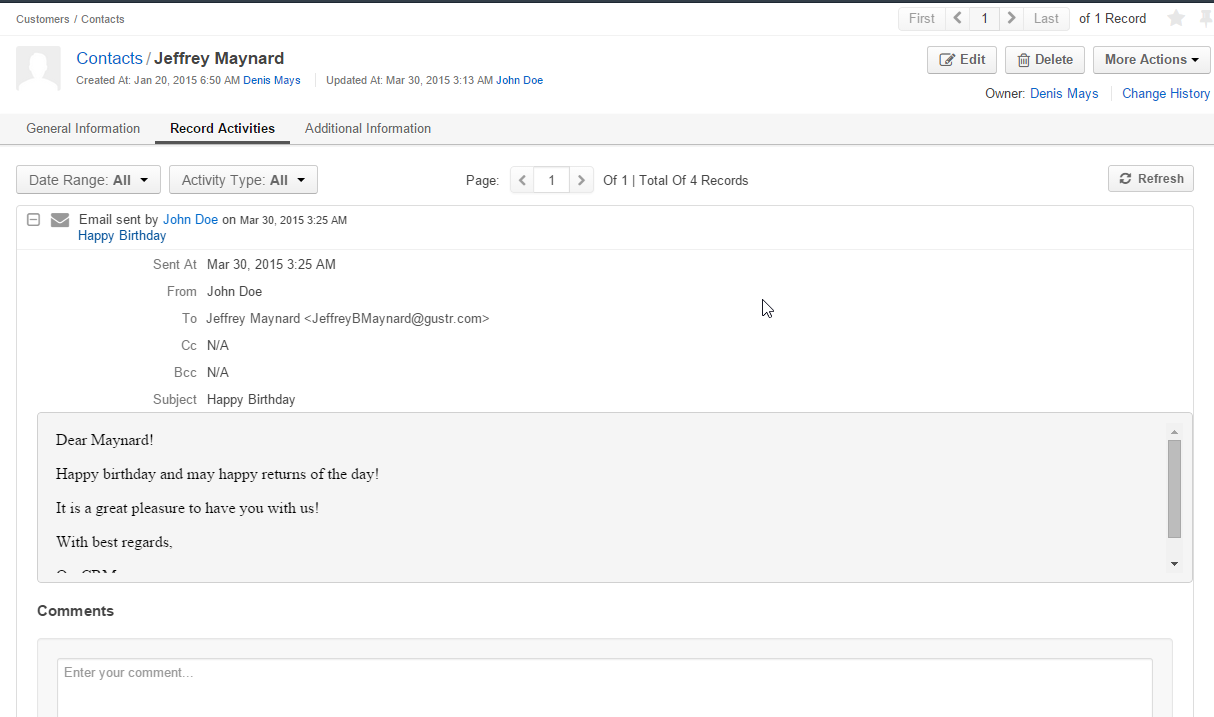 Customers / Contacts
First 1 Last of 1 Record
Contacts / Jeffrey Maynard
Edit Delete More Actions
Created At: Jan 20, 2015 6:50 AM Denis Mays Updated At: Mar 30, 2015 3:13 AM John Doe
Owner: Denis Mays Change History
General Information Record Activities Additional Information
Date Range: All Activity Type: All Page: 1 Of 1 | Total Of 4 Records Refresh
Email sent by John Doe on Mar 30, 2015 3:25 AM
Happy Birthday
Sent At Mar 30, 2015 3:25 AM
From John Doe
To Jeffrey Maynard <JeffreyBMaynard@gustr.com>
Cc N/A
Bcc N/A
Subject Happy Birthday
Dear Maynard!
Happy birthday and may happy returns of the day!
It is a great pleasure to have you with us!
With best regards,
Comments
Enter your comment...